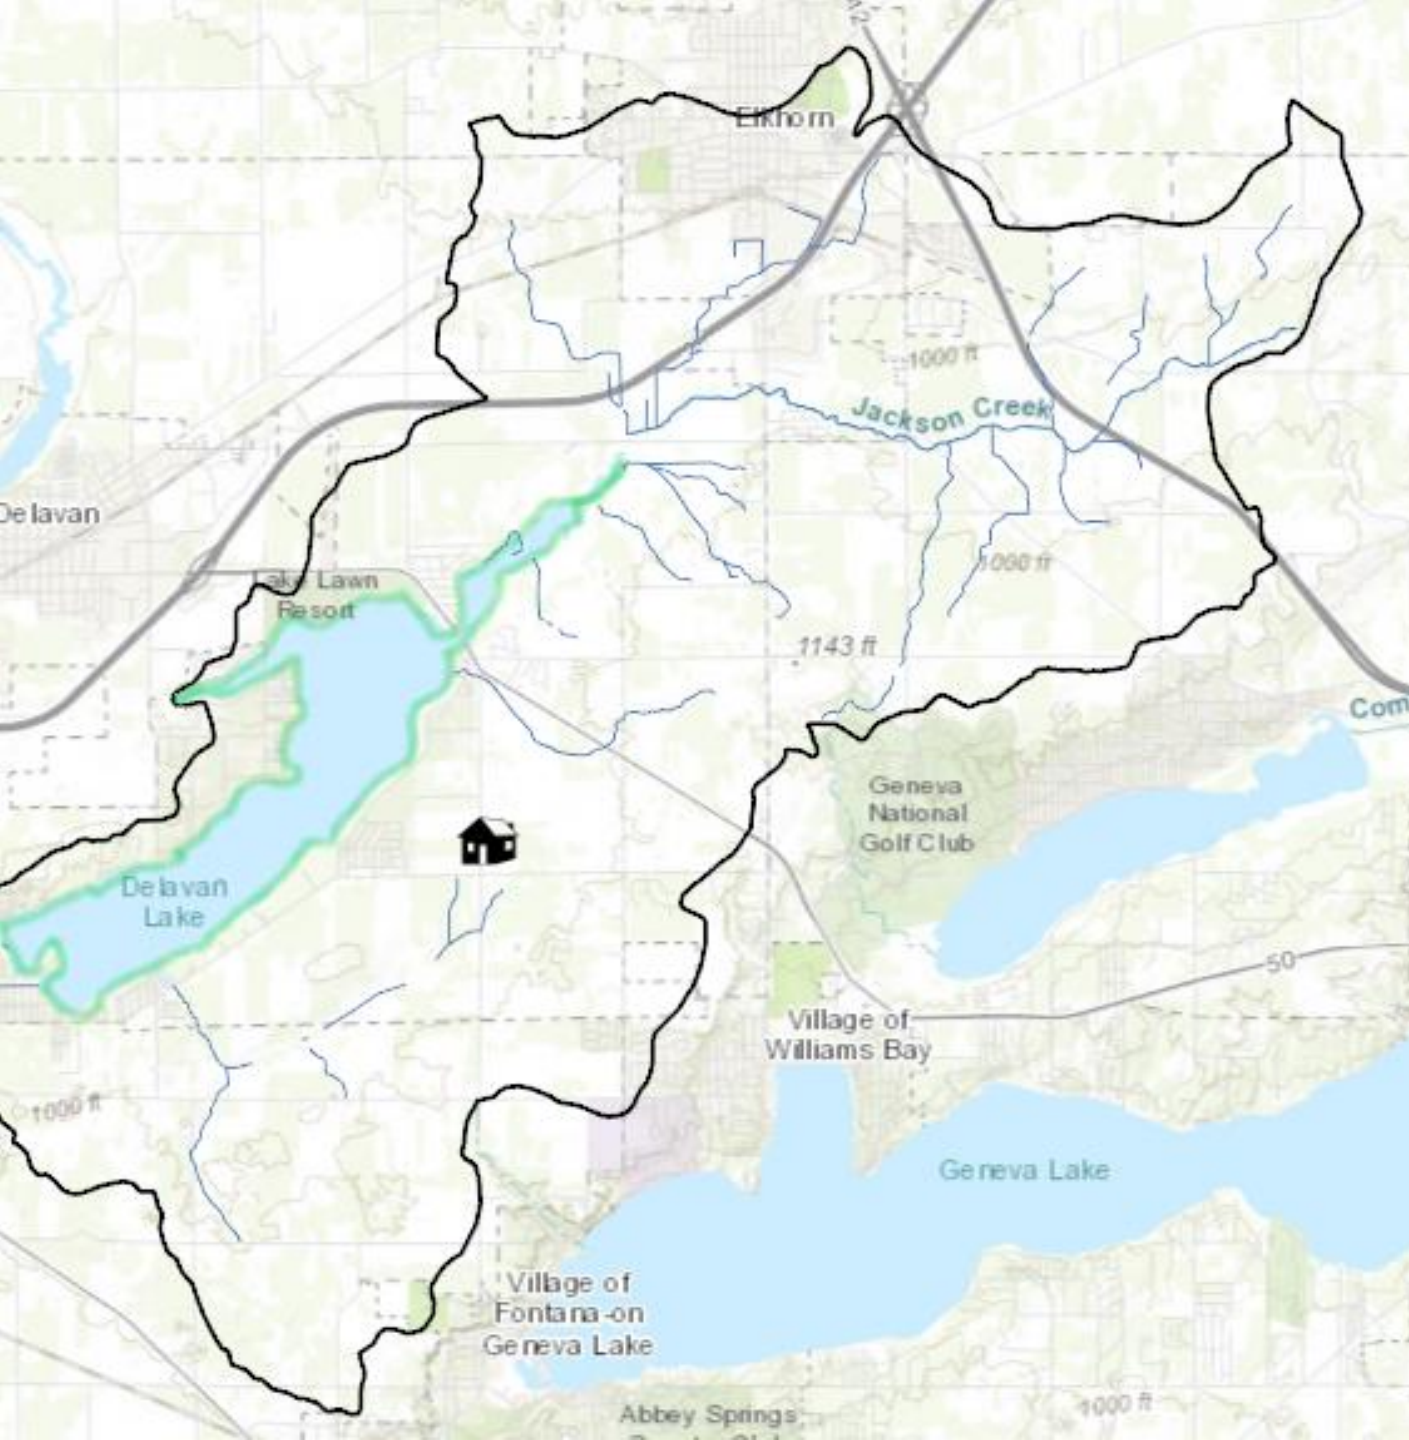 Elkhorn
1000 ft
Jackson Creek
Delavan
1000 ft
Lake Lawn
Resort
1143 ft
Com
Geneva
National
Golf Club
Delavan
Lake
50
Village of
Williams Bay
1000 ft
Geneva Lake
Village of
Fontana-on
Geneva Lake
1000 ft
Abbey Springs